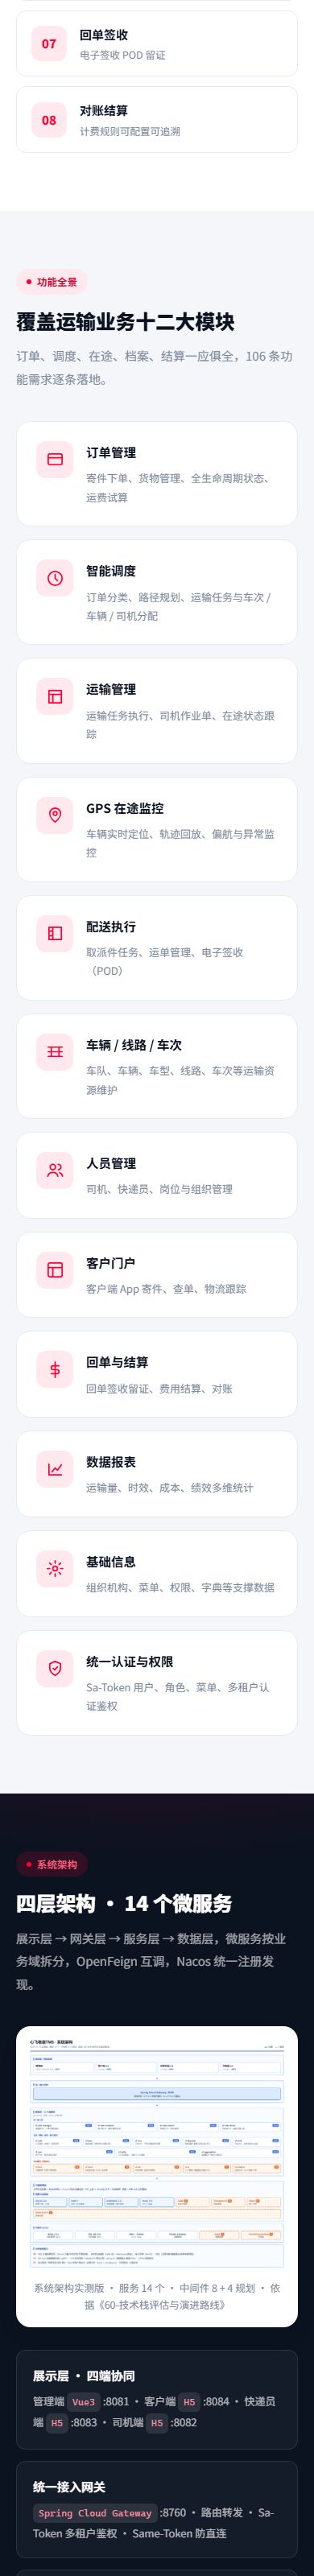 07
回单签收
电子签收 POD 留证
08
对账结算
计费规则可配置可追溯
功能全景
覆盖运输业务十二大模块
订单、调度、在途、档案、结算一应俱全，106 条功
能需求逐条落地。
订单管理
寄件下单、货物管理、全生命周期状态、
运费试算
智能调度
订单分类、路径规划、运输任务与车次 /
车辆 / 司机分配
运输管理
运输任务执行、司机作业单、在途状态跟
踪
GPS 在途监控
车辆实时定位、轨迹回放、偏航与异常监
控
配送执行
取派件任务、运单管理、电子签收
（POD）
车辆 / 线路 / 车次
车队、车辆、车型、线路、车次等运输资
源维护
人员管理
司机、快递员、岗位与组织管理
客户门户
客户端 App 寄件、查单、物流跟踪
回单与结算
回单签收留证、费用结算、对账
数据报表
运输量、时效、成本、绩效多维统计
基础信息
组织机构、菜单、权限、字典等支撑数据
统一认证与权限
Sa-Token 用户、角色、菜单、多租户认
证鉴权
系统架构
四层架构 · 14 个微服务
展示层 → 网关层 → 服务层 → 数据层，微服务按业
务域拆分，OpenFeign 互调，Nacos 统一注册发
现。
系统架构实测版 · 服务 14 个 · 中间件 8 + 4 规划 · 依
据《60-技术栈评估与演进路线》
展示层 · 四端协同
管理端 Vue3 :8081 · 客户端 H5 :8084 · 快递员
端 H5 :8083 · 司机端 H5 :8082
统一接入网关
Spring Cloud Gateway :8760 · 路由转发 · Sa-
Token 多租户鉴权 · Same-Token 防直连